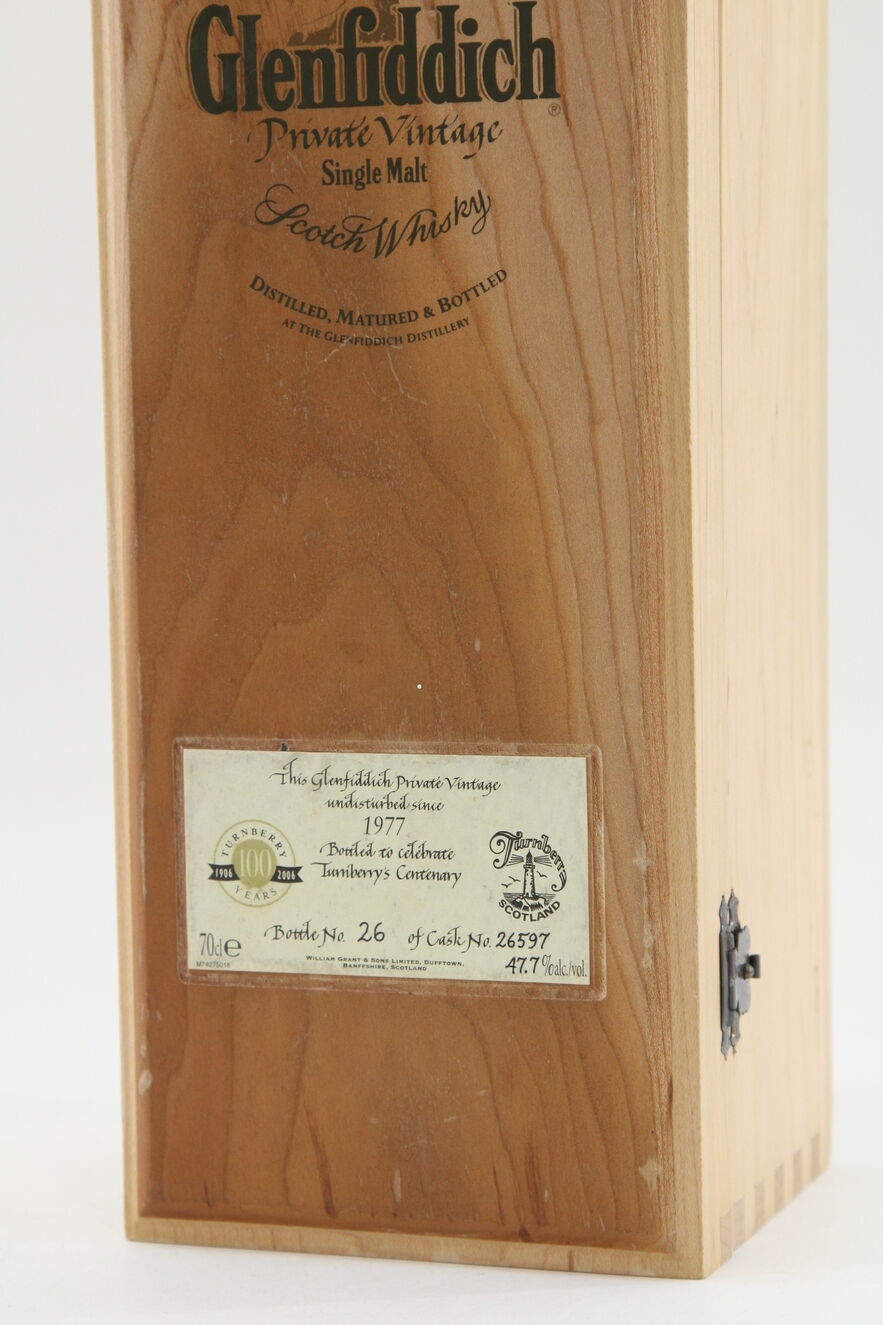 Glenfiddich ®
Private Vintage
Single Malt
Scotch Whisky
DISTILLED, MATURED & BOTTLED
AT THE GLENFIDDICH DISTILLERY
This Glenfiddich Private Vintage
undisturbed since
1977
Bottled to celebrate
Turnberry's Centenary
TURNBERRY
100
1906 2006
YEARS
Turnberry
SCOTLAND
Bottle No. 26 of Cask No. 26597
70cl e
M74275018
WILLIAM GRANT & SONS LIMITED, DUFFTOWN,
BANFFSHIRE, SCOTLAND
47.7%alc./vol.